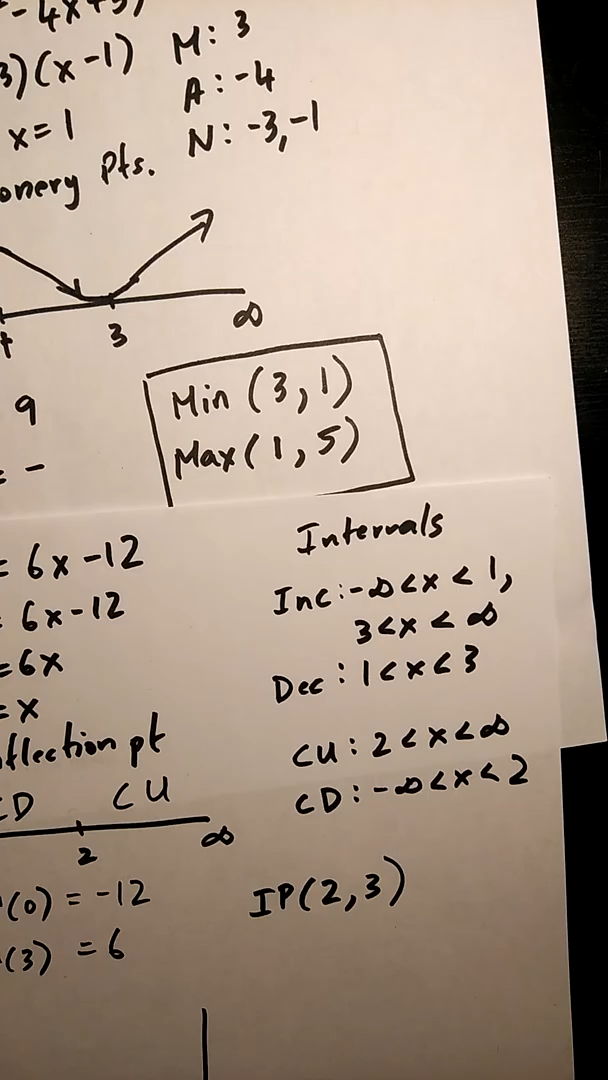 - 4x+3)
3)(x-1)
M: 3
A: -4
x=1
N: -3,-1
onery Pts.
3
∞
9
Min (3,1)
Max (1,5)
= -
Intervals
= 6x-12
Inc: -∞<x<1,
= 6x-12
3<x<∞
=6x
Dec: 1<x<3
=x
flection pt
CU: 2<x<∞
CD CU
CD: -∞<x<2
2
∞
(0) = -12
IP(2,3)
(3) = 6